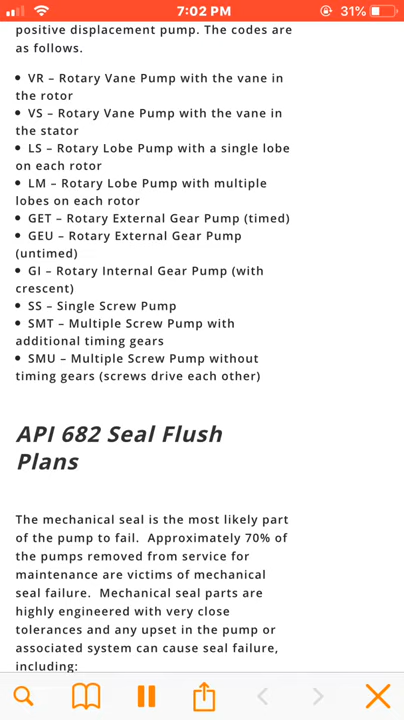 7:02 PM
31%
positive displacement pump. The codes are
as follows.
• VR – Rotary Vane Pump with the vane in
the rotor
• VS – Rotary Vane Pump with the vane in
the stator
• LS – Rotary Lobe Pump with a single lobe
on each rotor
• LM – Rotary Lobe Pump with multiple
lobes on each rotor
• GET – Rotary External Gear Pump (timed)
• GEU – Rotary External Gear Pump
(untimed)
• GI – Rotary Internal Gear Pump (with
crescent)
• SS – Single Screw Pump
• SMT – Multiple Screw Pump with
additional timing gears
• SMU – Multiple Screw Pump without
timing gears (screws drive each other)
API 682 Seal Flush
Plans
The mechanical seal is the most likely part
of the pump to fail.  Approximately 70% of
the pumps removed from service for
maintenance are victims of mechanical
seal failure.  Mechanical seal parts are
highly engineered with very close
tolerances and any upset in the pump or
associated system can cause seal failure,
including: